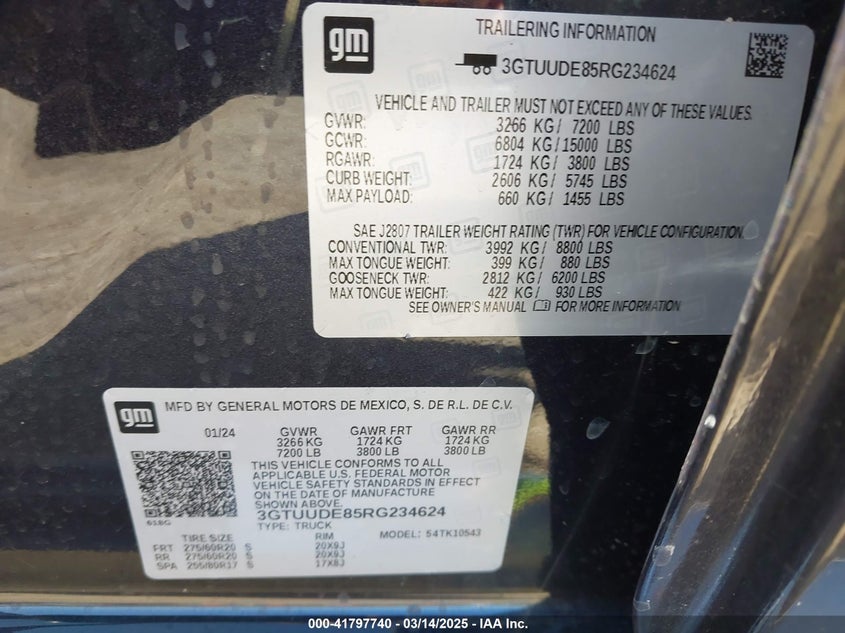 gm
TRAILERING INFORMATION
3GTUUDE85RG234624
VEHICLE AND TRAILER MUST NOT EXCEED ANY OF THESE VALUES.
GVWR: 3266 KG / 7200 LBS
GCWR: 6804 KG / 15000 LBS
RGAWR: 1724 KG / 3800 LBS
CURB WEIGHT: 2606 KG / 5745 LBS
MAX PAYLOAD: 660 KG / 1455 LBS
SAE J2807 TRAILER WEIGHT RATING (TWR) FOR VEHICLE CONFIGURATION.
CONVENTIONAL TWR: 3992 KG / 8800 LBS
MAX TONGUE WEIGHT: 399 KG / 880 LBS
GOOSENECK TWR: 2812 KG / 6200 LBS
MAX TONGUE WEIGHT: 422 KG / 930 LBS
SEE OWNER'S MANUAL FOR MORE INFORMATION
gm
MFD BY GENERAL MOTORS DE MEXICO, S. DE R.L. DE C.V.
01/24 GVWR GAWR FRT GAWR RR
3266 KG 1724 KG 1724 KG
7200 LB 3800 LB 3800 LB
THIS VEHICLE CONFORMS TO ALL
APPLICABLE U.S. FEDERAL MOTOR
VEHICLE SAFETY STANDARDS IN EFFECT
ON THE DATE OF MANUFACTURE
SHOWN ABOVE.
3GTUUDE85RG234624
618G
TYPE: TRUCK MODEL: 54TK10543
TIRE SIZE RIM
FRT 275/60R20 S 20X9J
RR 275/60R20 S 20X9J
SPA 255/80R17 S 17X8J
000-41797740 - 03/14/2025 - IAA Inc.